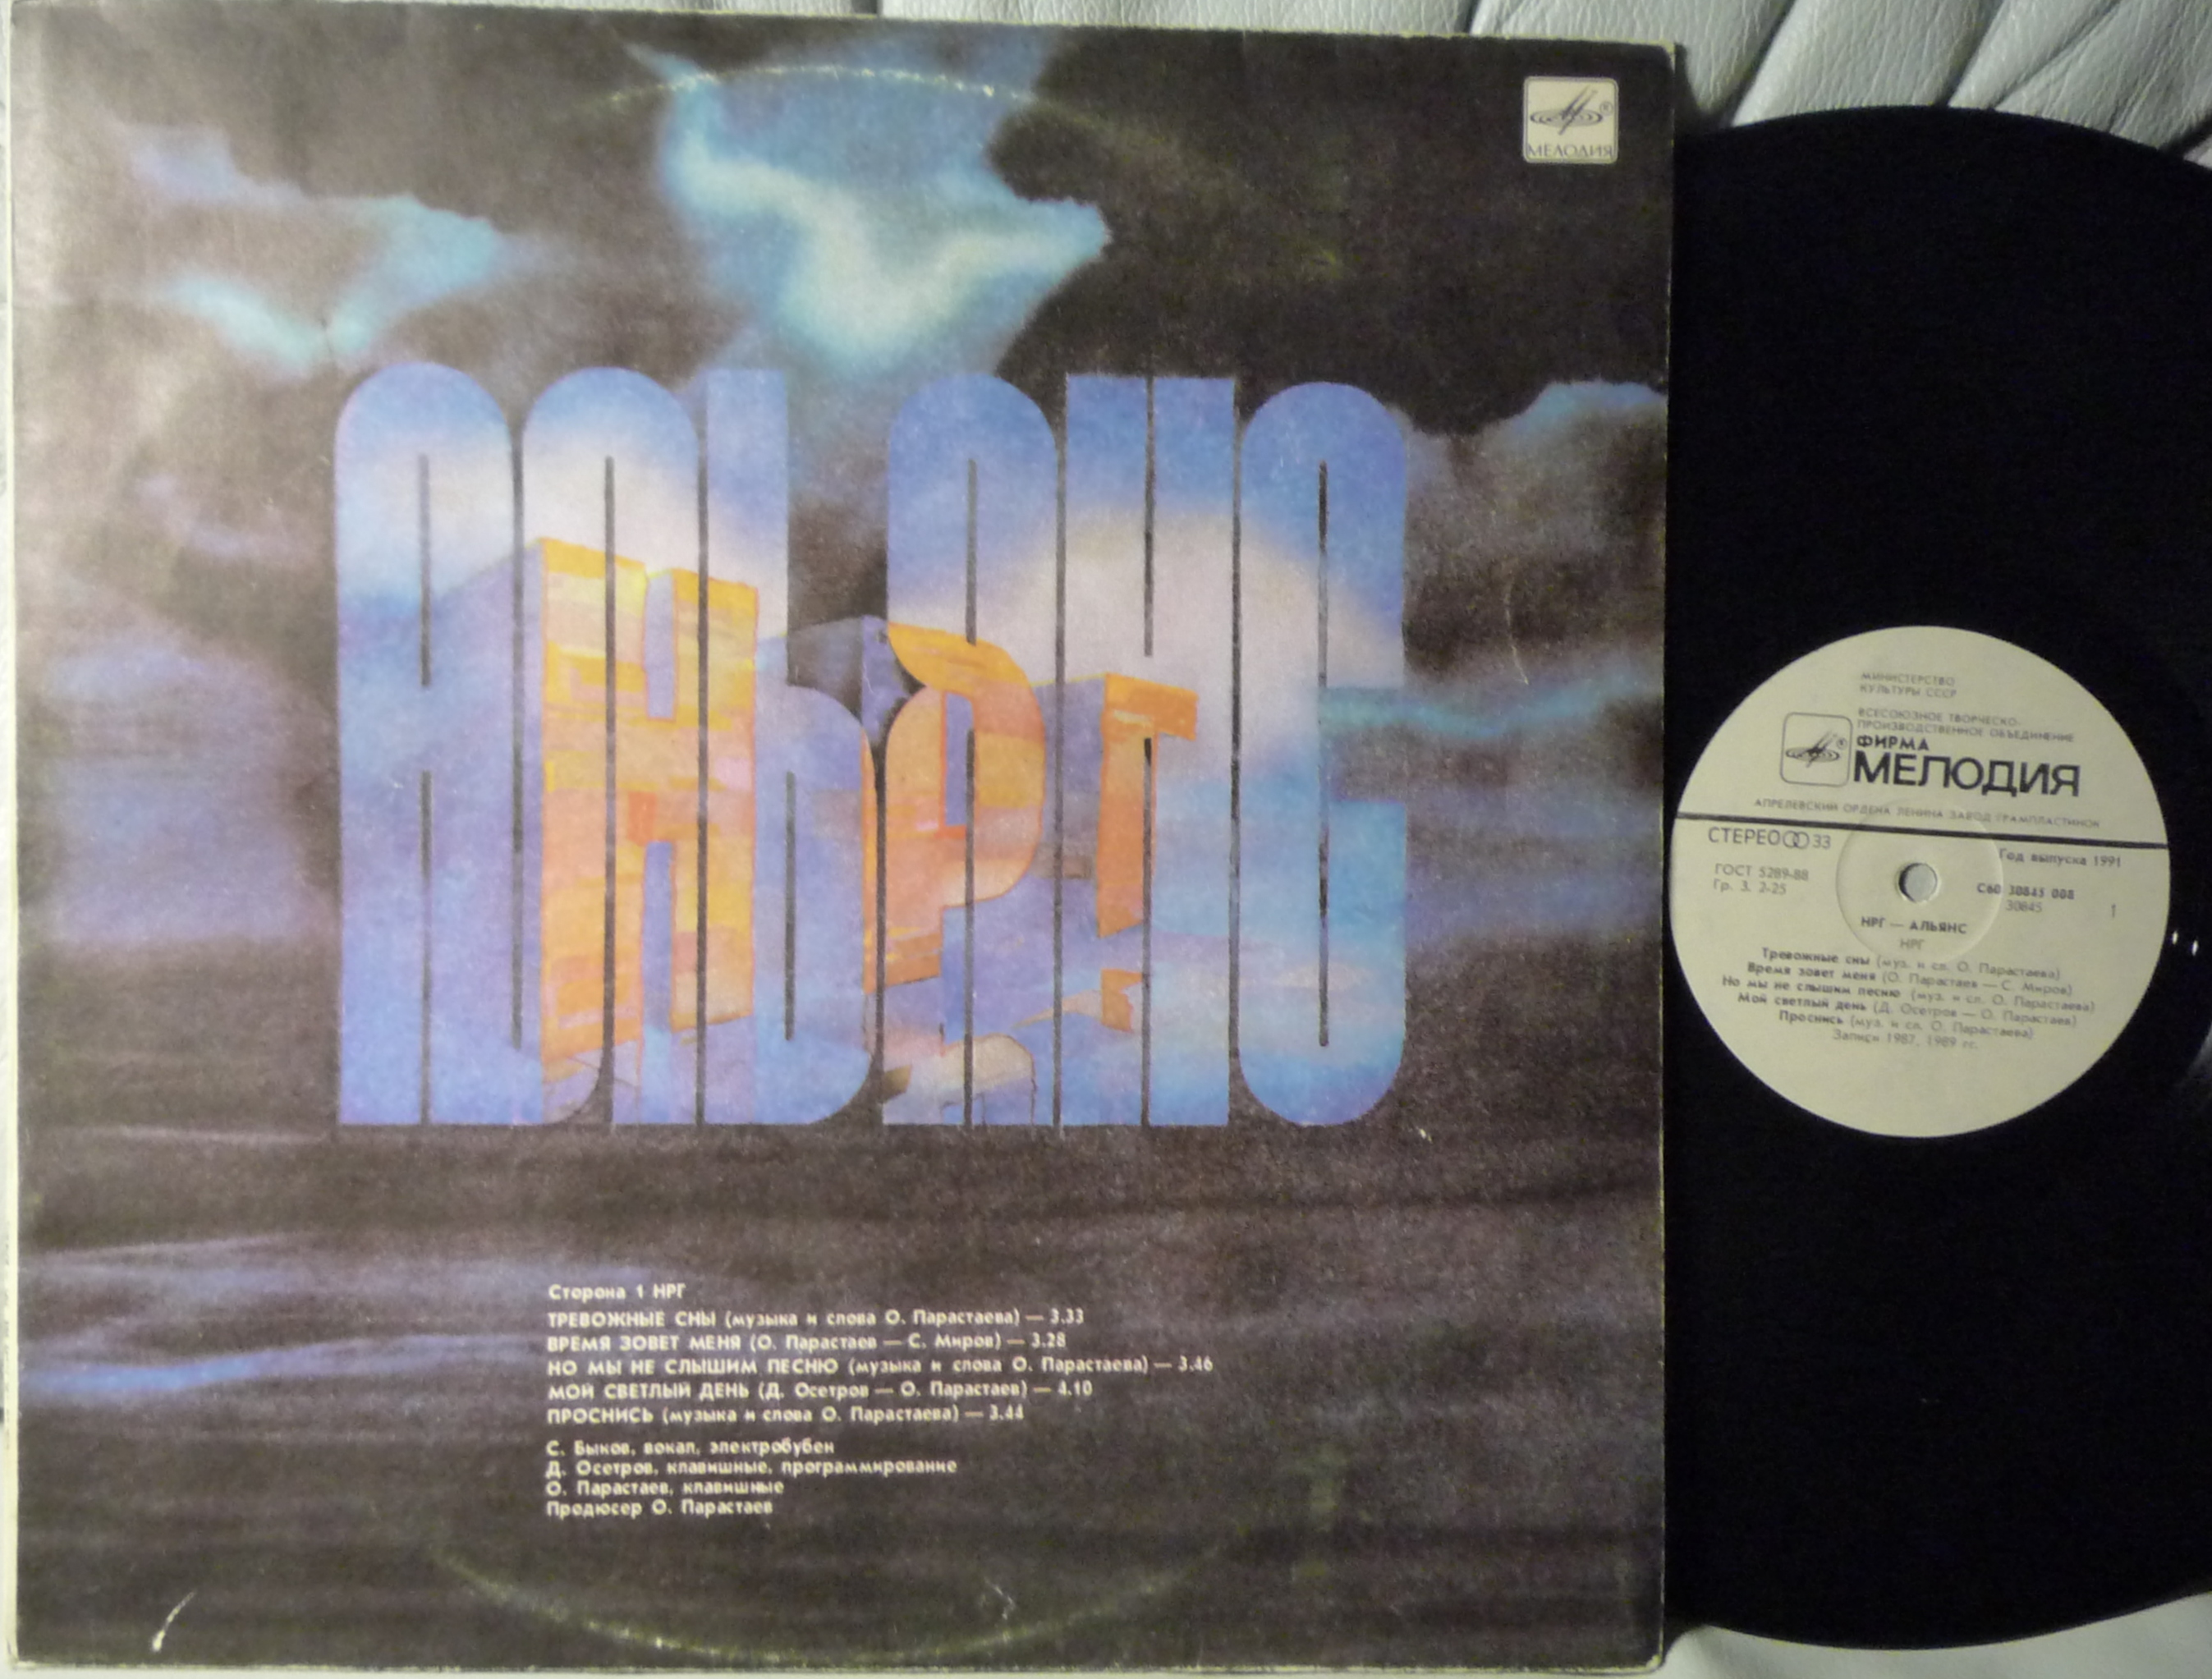 МЕЛОДИЯ
АЛЬЯНС
НРГ
Сторона 1 НРГ
ТРЕВОЖНЫЕ СНЫ (музыка и слова О. Парастаева) — 3.33
ВРЕМЯ ЗОВЕТ МЕНЯ (О. Парастаев — С. Миров) — 3.28
НО МЫ НЕ СЛЫШИМ ПЕСНЮ (музыка и слова О. Парастаева) — 3.46
МОЙ СВЕТЛЫЙ ДЕНЬ (Д. Осетров — О. Парастаев) — 4.10
ПРОСНИСЬ (музыка и слова О. Парастаева) — 3.44
С. Быков, вокал, электробубен
Д. Осетров, клавишные, программирование
О. Парастаев, клавишные
Продюсер О. Парастаев
МИНИСТЕРСТВО
КУЛЬТУРЫ СССР
ВСЕСОЮЗНОЕ ТВОРЧЕСКО-
ПРОИЗВОДСТВЕННОЕ ОБЪЕДИНЕНИЕ
ФИРМА
МЕЛОДИЯ
АПРЕЛЕВСКИЙ ОРДЕНА ЛЕНИНА ЗАВОД ГРАМПЛАСТИНОК
СТЕРЕО 33
Год выпуска 1991
ГОСТ 5289-88
Гр. 3. 2-25
С60 30845 008
30845
1
НРГ — АЛЬЯНС
НРГ
Тревожные сны (муз. и сл. О. Парастаева)
Время зовет меня (О. Парастаев — С. Миров)
Но мы не слышим песню (муз. и сл. О. Парастаева)
Мой светлый день (Д. Осетров — О. Парастаев)
Проснись (муз. и сл. О. Парастаева)
Записи 1987, 1989 гг.